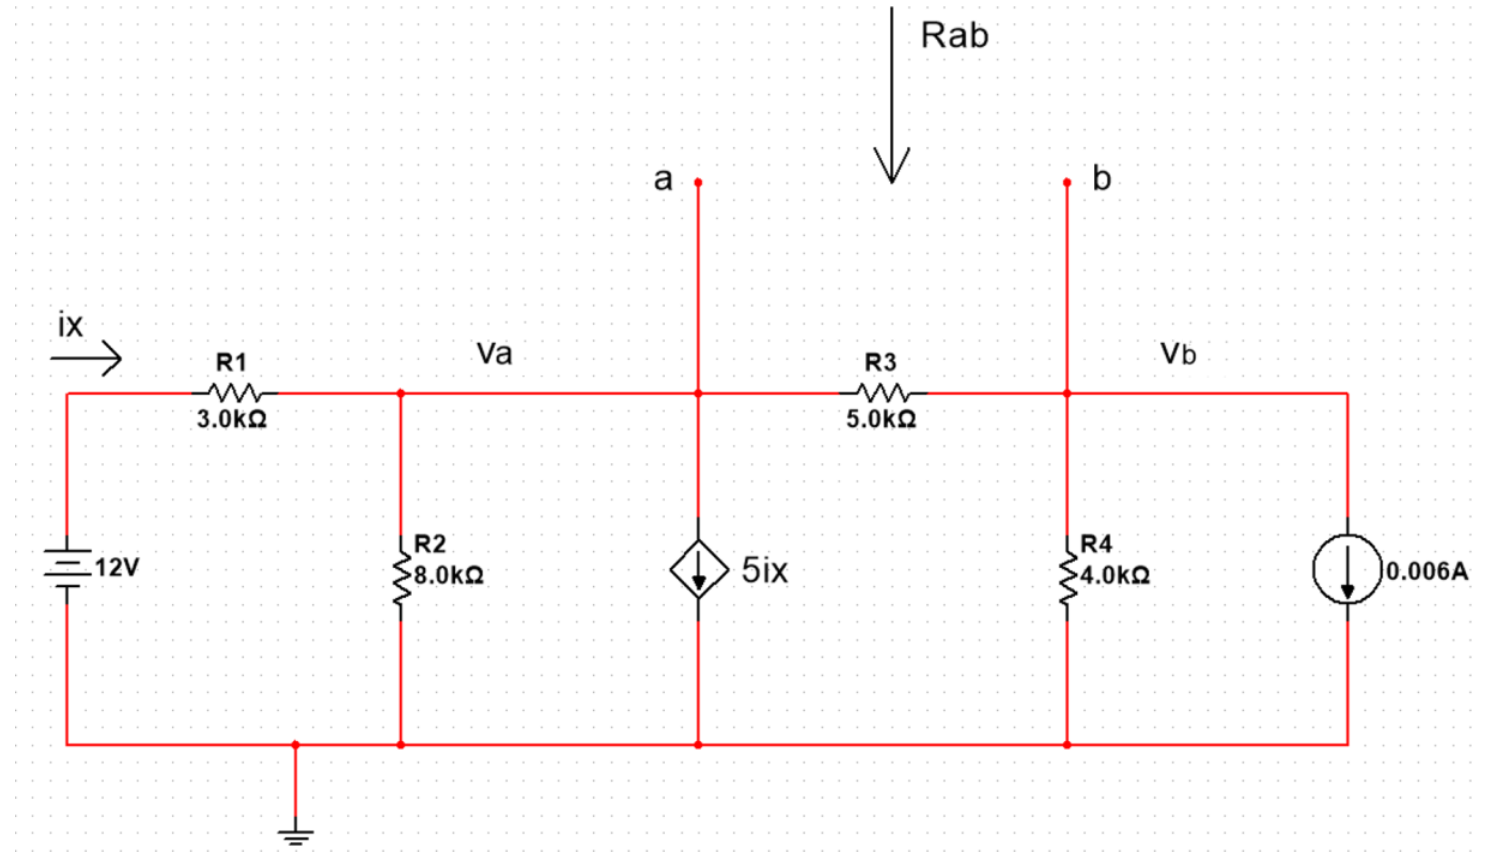 Rab
a
b
ix
R1
3.0kΩ
Va
R3
5.0kΩ
Vb
12V
R2
8.0kΩ
5ix
R4
4.0kΩ
0.006A